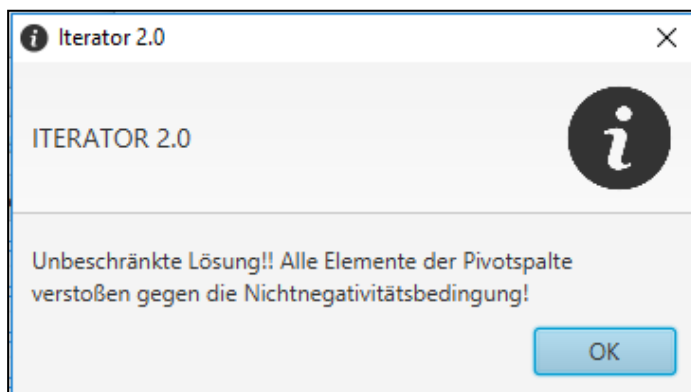 Iterator 2.0
ITERATOR 2.0
Unbeschränkte Lösung!! Alle Elemente der Pivotspalte
verstoßen gegen die Nichtnegativitätsbedingung!
OK